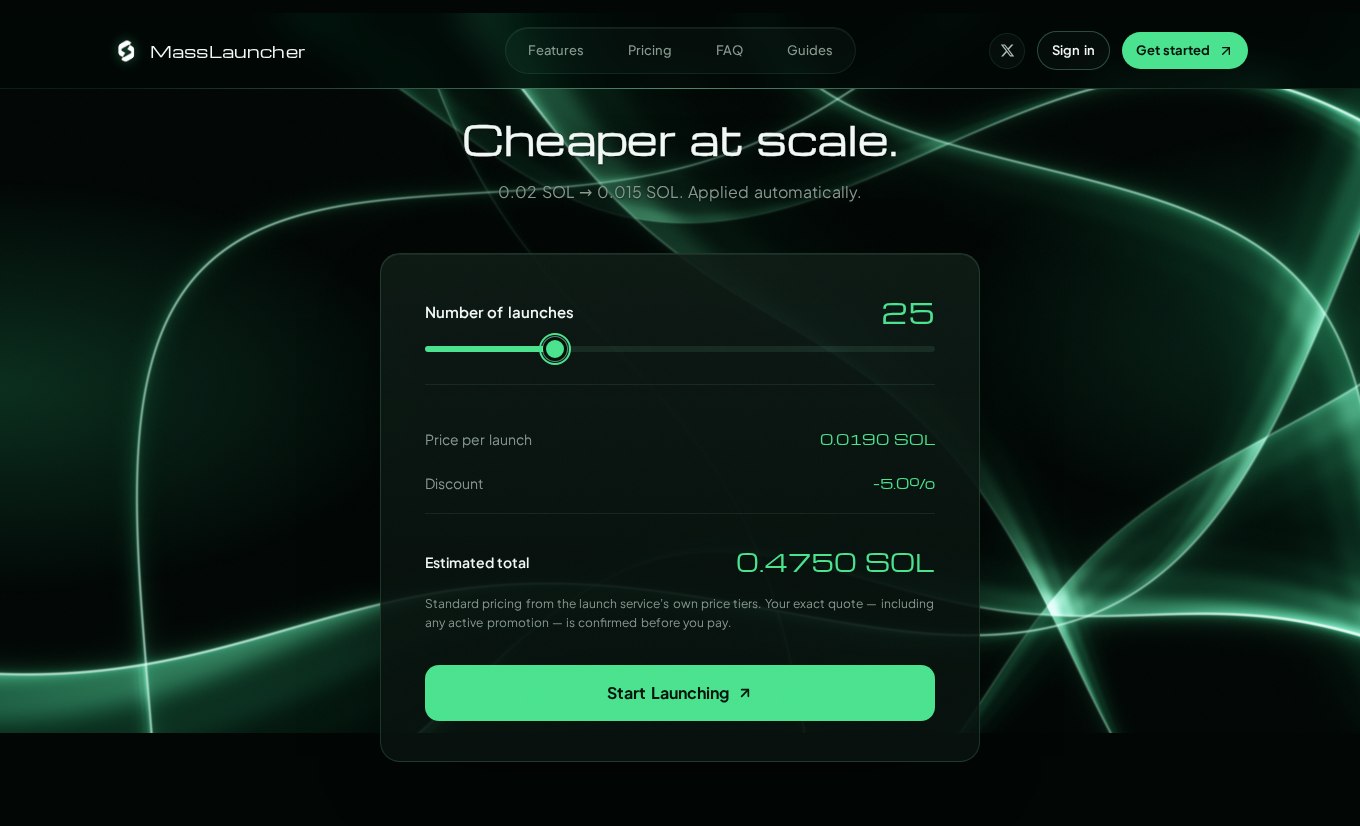 MassLauncher
Features
Pricing
FAQ
Guides
Sign in
Get started ↗
Cheaper at scale.
0.02 SOL → 0.015 SOL. Applied automatically.
Number of launches
25
Price per launch
0.0190 SOL
Discount
-5.0%
Estimated total
0.4750 SOL
Standard pricing from the launch service's own price tiers. Your exact quote — including
any active promotion — is confirmed before you pay.
Start Launching ↗